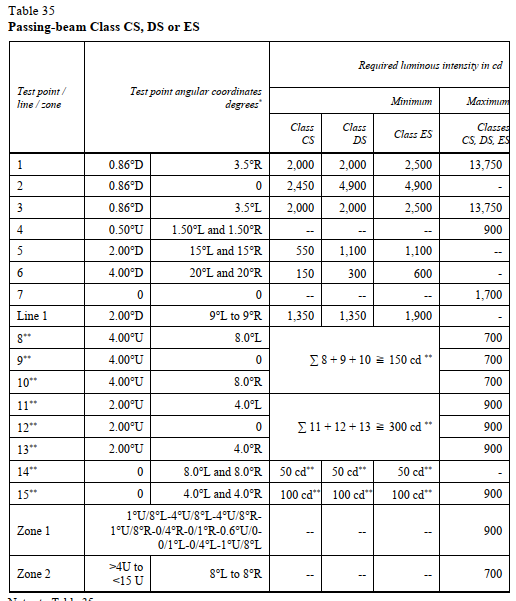 Table 35
Passing-beam Class CS, DS or ES
Test point / line / zone | Test point angular coordinates degrees* | Required luminous intensity in cd
Minimum | Maximum
Class CS | Class DS | Class ES | Classes CS, DS, ES
1 | 0.86°D | 3.5°R | 2,000 | 2,000 | 2,500 | 13,750
2 | 0.86°D | 0 | 2,450 | 4,900 | 4,900 | -
3 | 0.86°D | 3.5°L | 2,000 | 2,000 | 2,500 | 13,750
4 | 0.50°U | 1.50°L and 1.50°R | -- | -- | -- | 900
5 | 2.00°D | 15°L and 15°R | 550 | 1,100 | 1,100 | --
6 | 4.00°D | 20°L and 20°R | 150 | 300 | 600 | -
7 | 0 | 0 | -- | -- | -- | 1,700
Line 1 | 2.00°D | 9°L to 9°R | 1,350 | 1,350 | 1,900 | -
8** | 4.00°U | 8.0°L | 700
9** | 4.00°U | 0 | ∑ 8 + 9 + 10 ≧ 150 cd ** | 700
10** | 4.00°U | 8.0°R | 700
11** | 2.00°U | 4.0°L | 900
12** | 2.00°U | 0 | ∑ 11 + 12 + 13 ≧ 300 cd ** | 900
13** | 2.00°U | 4.0°R | 900
14** | 0 | 8.0°L and 8.0°R | 50 cd** | 50 cd** | 50 cd** | -
15** | 0 | 4.0°L and 4.0°R | 100 cd** | 100 cd** | 100 cd** | 900
Zone 1 | 1°U/8°L-4°U/8°L-4°U/8°R-
1°U/8°R-0/4°R-0/1°R-0.6°U/0-
0/1°L-0/4°L-1°U/8°L | -- | -- | -- | 900
Zone 2 | >4U to <15 U | 8°L to 8°R | -- | -- | -- | 700